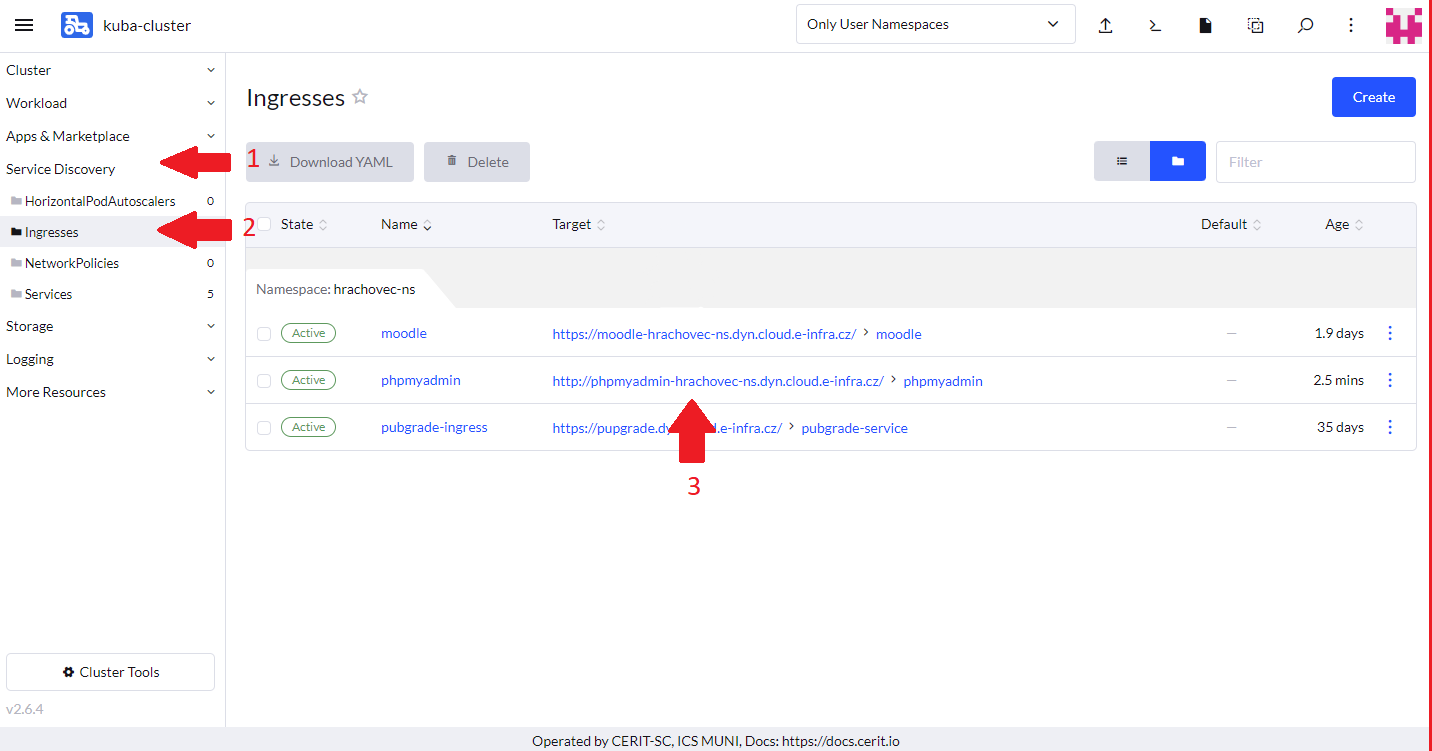 kuba-cluster
Only User Namespaces
Cluster
Workload
Apps & Marketplace
Service Discovery
HorizontalPodAutoscalers 0
Ingresses
NetworkPolicies 0
Services 5
Storage
Logging
More Resources
Cluster Tools
v2.6.4
Ingresses
Create
1
Download YAML
Delete
Filter
2
State Name Target Default Age
Namespace: hrachovec-ns
Active moodle https://moodle-hrachovec-ns.dyn.cloud.e-infra.cz/ > moodle – 1.9 days
Active phpmyadmin http://phpmyadmin-hrachovec-ns.dyn.cloud.e-infra.cz/ > phpmyadmin – 2.5 mins
Active pubgrade-ingress https://pupgrade.dy .e-infra.cz/ > pubgrade-service – 35 days
3
Operated by CERIT-SC, ICS MUNI, Docs: https://docs.cerit.io